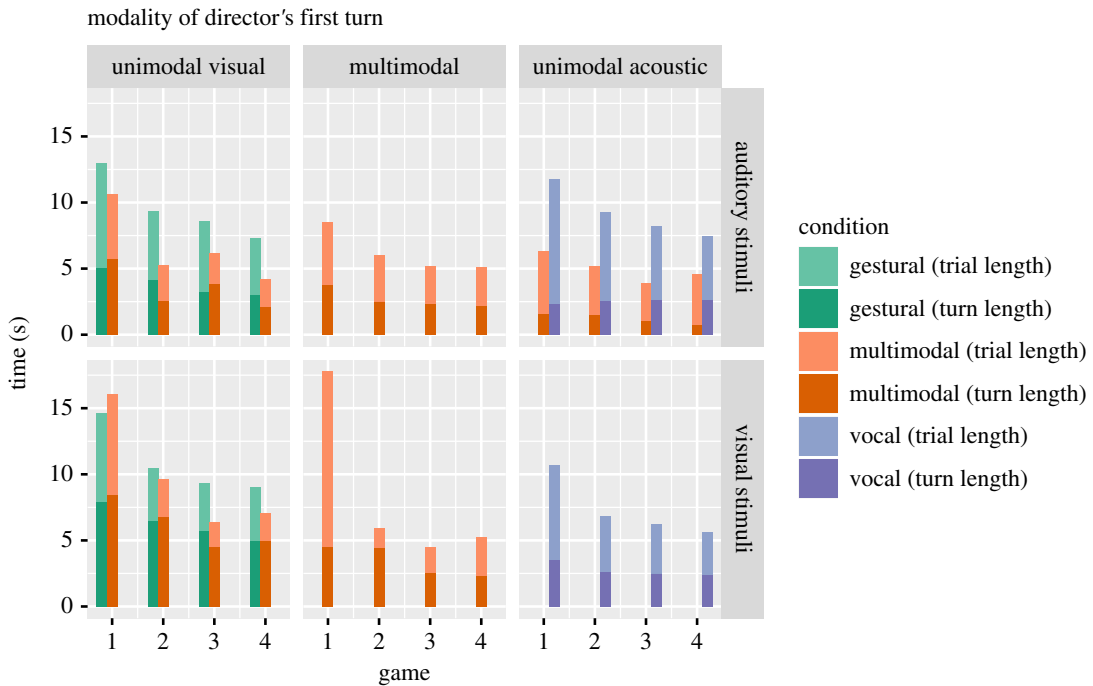 modality of director's first turn
unimodal visual
multimodal
unimodal acoustic
15
10
5
0
auditory stimuli
time (s)
15
10
5
0
visual stimuli
1 2 3 4
1 2 3 4
1 2 3 4
game
condition
gestural (trial length)
gestural (turn length)
multimodal (trial length)
multimodal (turn length)
vocal (trial length)
vocal (turn length)